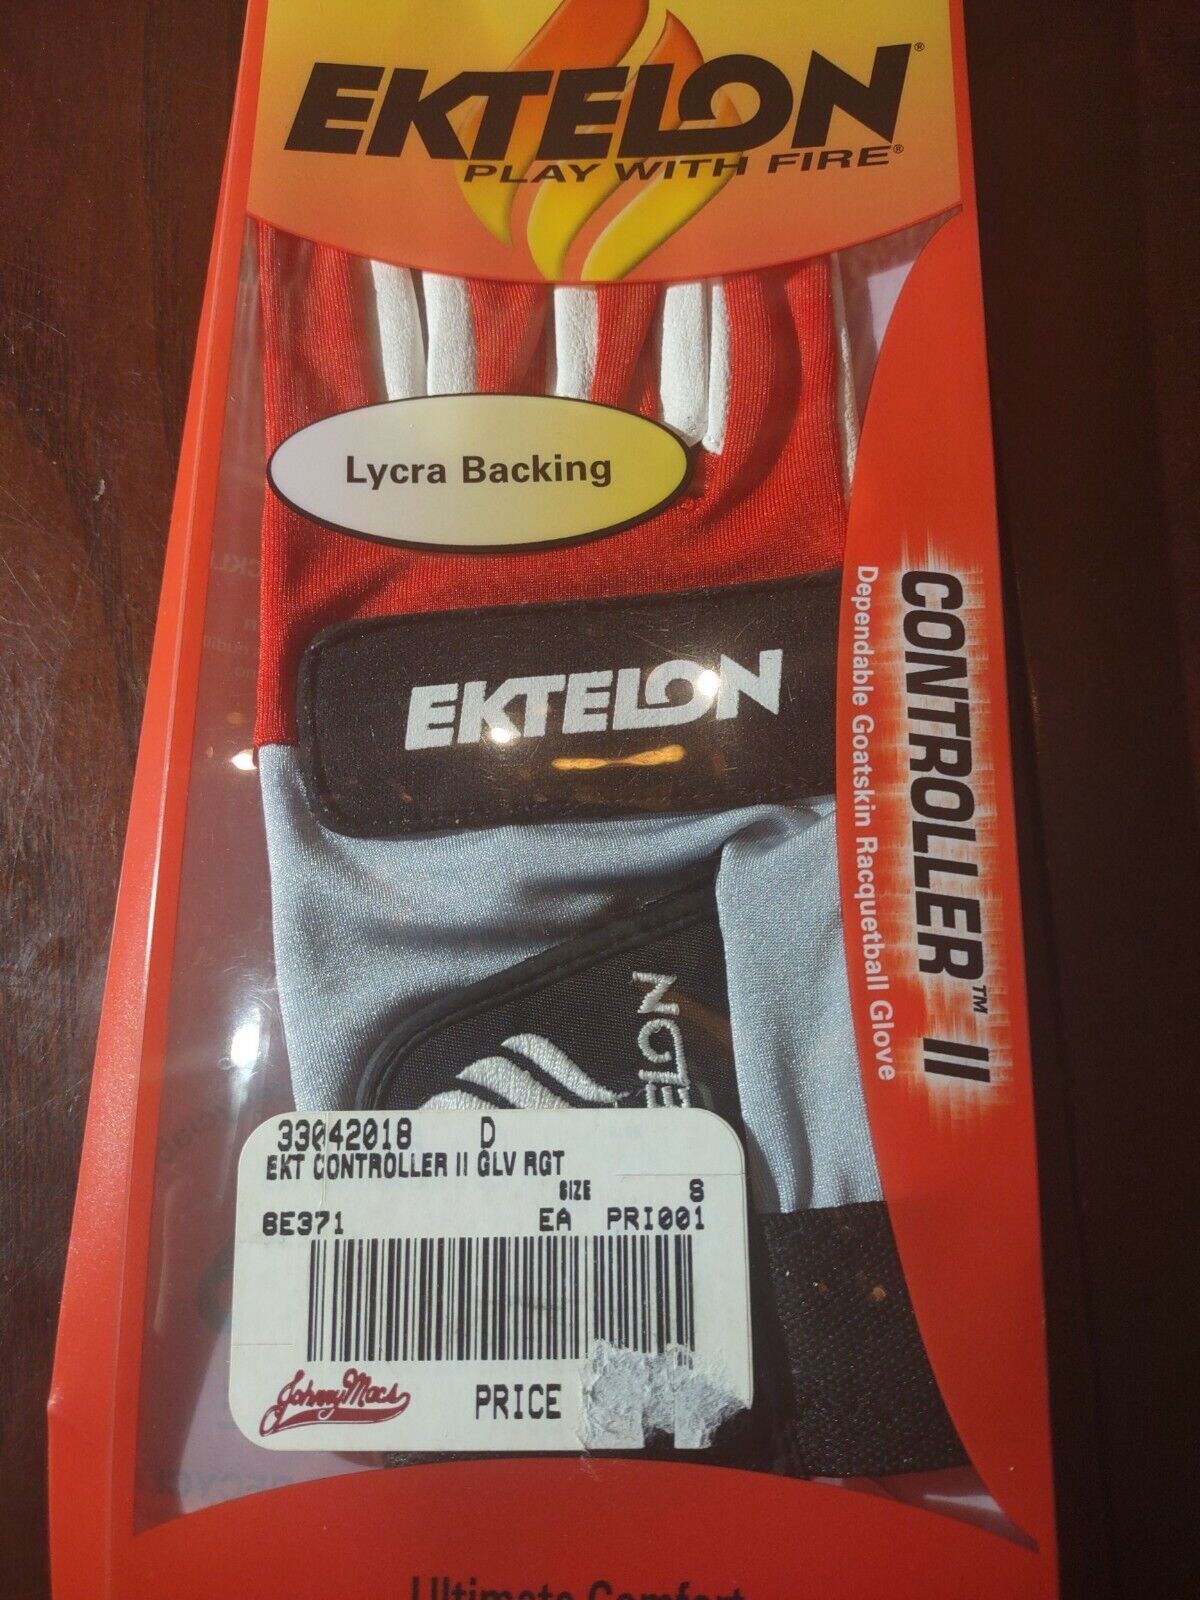 EKTELON®
PLAY WITH FIRE®
Lycra Backing
EKTELON
CONTROLLER™ II
Dependable Goatskin Racquetball Glove
33042018 D
EKT CONTROLLER II GLV RGT
SIZE S
6E371 EA PRI001
Johnny Macs
PRICE
Ultimate Comfort